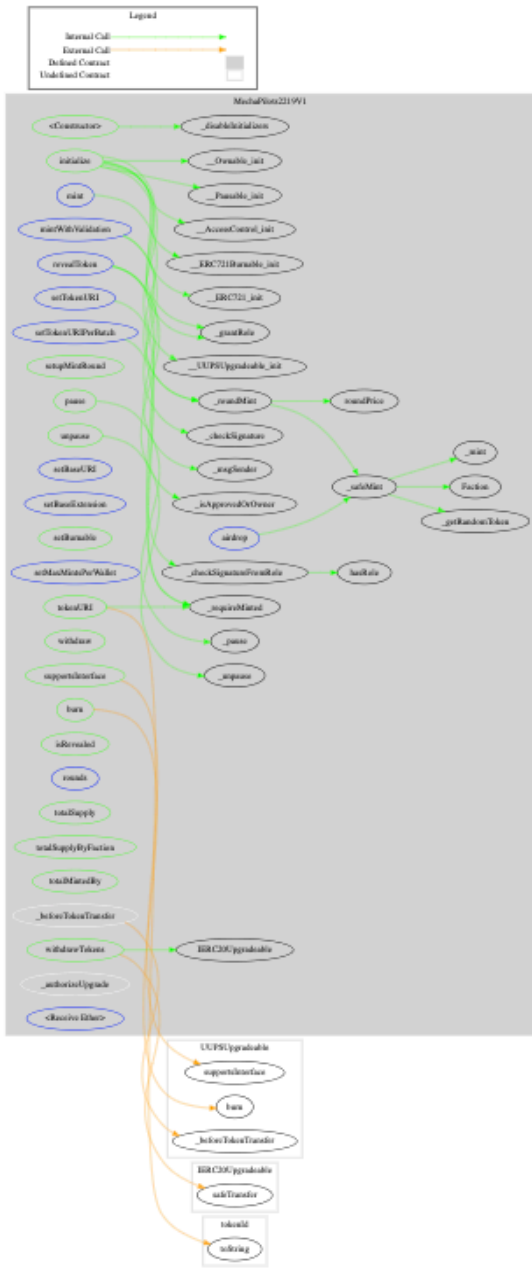 Legend
Internal Call
External Call
Defined Contract
Undefined Contract
MechaPilots2219V1
<Constructor>
_disableInitializers
initialize
__Ownable_init
mint
__Pausable_init
mintWithValidation
__AccessControl_init
revealToken
__ERC721Burnable_init
setTokenURI
__ERC721_init
setTokenURIPerBatch
_grantRole
setupMintRound
__UUPSUpgradeable_init
pause
_roundMint
roundPrice
unpause
_checkSignature
_mint
setBaseURI
_msgSender
_safeMint
Faction
setBaseExtension
_isApprovedOrOwner
_getRandomToken
setBurnable
airdrop
setMaxMintsPerWallet
_checkSignatureFromRole
hasRole
tokenURI
_requireMinted
withdraw
_pause
supportsInterface
_unpause
burn
isRevealed
rounds
totalSupply
totalSupplyByFaction
totalMintedBy
_beforeTokenTransfer
withdrawTokens
IERC20Upgradeable
_authorizeUpgrade
<Receive Ether>
UUPSUpgradeable
supportsInterface
burn
_beforeTokenTransfer
IERC20Upgradeable
safeTransfer
tokenId
toString